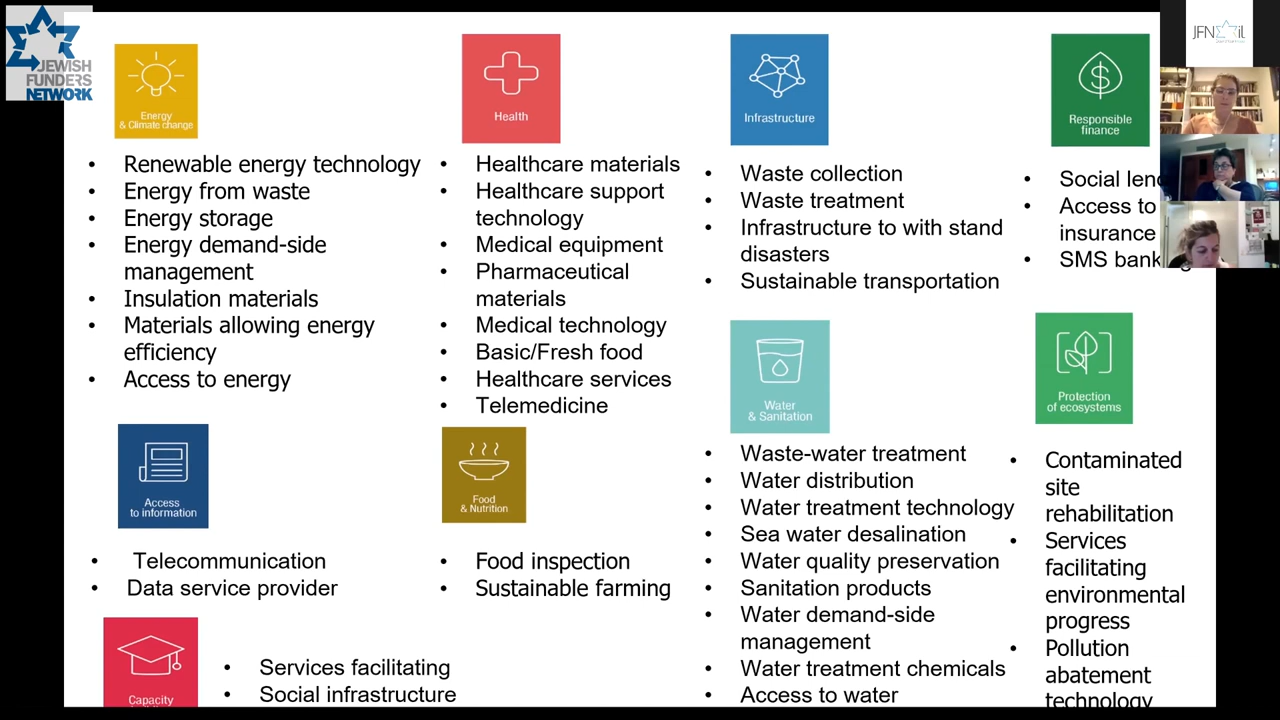 JEWISH
FUNDERS
NETWORK
Energy
& Climate change
Renewable energy technology
Energy from waste
Energy storage
Energy demand-side
management
Insulation materials
Materials allowing energy
efficiency
Access to energy
Health
Healthcare materials
Healthcare support
technology
Medical equipment
Pharmaceutical
materials
Medical technology
Basic/Fresh food
Healthcare services
Telemedicine
Infrastructure
Waste collection
Waste treatment
Infrastructure to with stand
disasters
Sustainable transportation
Responsible
finance
Social
Access to
insurance
SMS
JFN
Access
to information
Telecommunication
Data service provider
Food
& Nutrition
Food inspection
Sustainable farming
Water
& Sanitation
Waste-water treatment
Water distribution
Water treatment technology
Sea water desalination
Water quality preservation
Sanitation products
Water demand-side
management
Water treatment chemicals
Access to water
Protection
of ecosystems
Contaminated
site
rehabilitation
Services
facilitating
environmental
progress
Pollution
abatement
technology
Capacity
Services facilitating
Social infrastructure